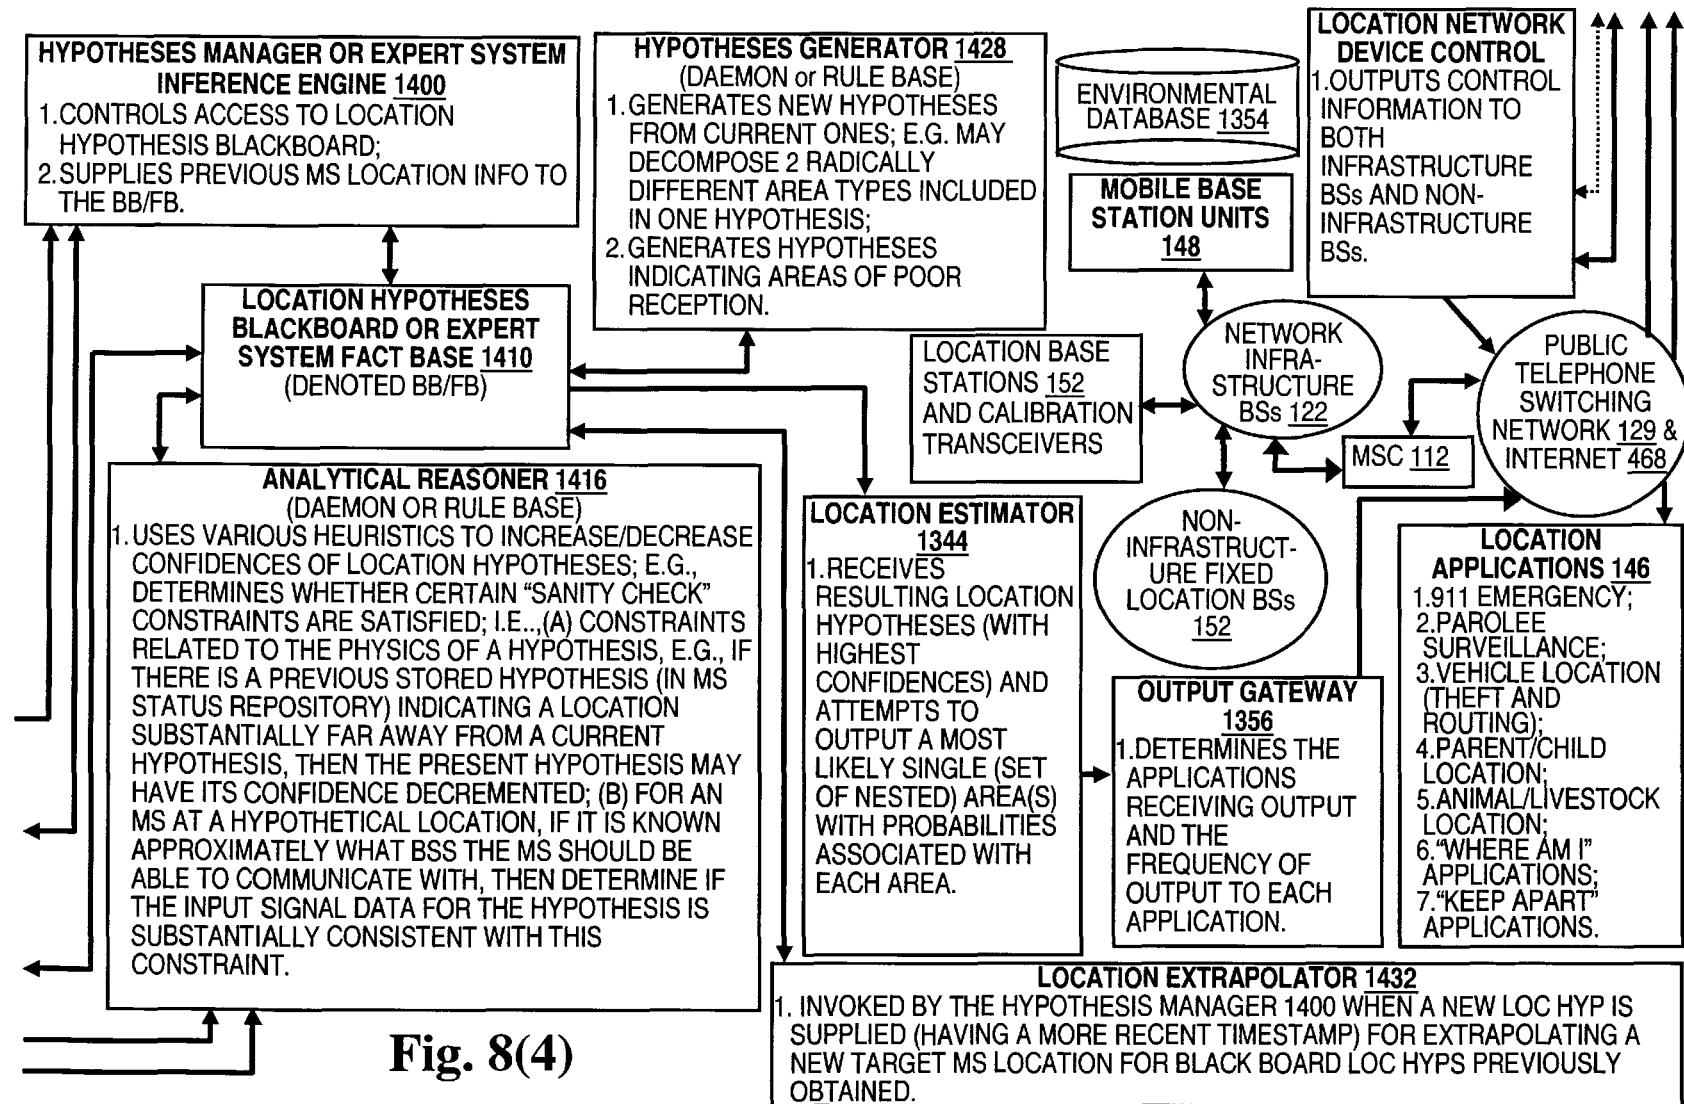 HYPOTHESES MANAGER OR EXPERT SYSTEM
INFERENCE ENGINE 1400
1.CONTROLS ACCESS TO LOCATION
HYPOTHESIS BLACKBOARD;
2.SUPPLIES PREVIOUS MS LOCATION INFO TO
THE BB/FB.
HYPOTHESES GENERATOR 1428
(DAEMON or RULE BASE)
1.GENERATES NEW HYPOTHESES
FROM CURRENT ONES; E.G. MAY
DECOMPOSE 2 RADICALLY
DIFFERENT AREA TYPES INCLUDED
IN ONE HYPOTHESIS;
2.GENERATES HYPOTHESES
INDICATING AREAS OF POOR
RECEPTION.
ENVIRONMENTAL
DATABASE 1354
MOBILE BASE
STATION UNITS
148
LOCATION NETWORK
DEVICE CONTROL
1.OUTPUTS CONTROL
INFORMATION TO
BOTH
INFRASTRUCTURE
BSs AND NON-
INFRASTRUCTURE
BSs.
LOCATION HYPOTHESES
BLACKBOARD OR EXPERT
SYSTEM FACT BASE 1410
(DENOTED BB/FB)
LOCATION BASE
STATIONS 152
AND CALIBRATION
TRANSCEIVERS
NETWORK
INFRA-
STRUCTURE
BSs 122
PUBLIC
TELEPHONE
SWITCHING
NETWORK 129 &
INTERNET 468
MSC 112
ANALYTICAL REASONER 1416
(DAEMON OR RULE BASE)
1.USES VARIOUS HEURISTICS TO INCREASE/DECREASE
CONFIDENCES OF LOCATION HYPOTHESES; E.G.,
DETERMINES WHETHER CERTAIN “SANITY CHECK”
CONSTRAINTS ARE SATISFIED; I.E..,(A) CONSTRAINTS
RELATED TO THE PHYSICS OF A HYPOTHESIS, E.G., IF
THERE IS A PREVIOUS STORED HYPOTHESIS (IN MS
STATUS REPOSITORY) INDICATING A LOCATION
SUBSTANTIALLY FAR AWAY FROM A CURRENT
HYPOTHESIS, THEN THE PRESENT HYPOTHESIS MAY
HAVE ITS CONFIDENCE DECREMENTED; (B) FOR AN
MS AT A HYPOTHETICAL LOCATION, IF IT IS KNOWN
APPROXIMATELY WHAT BSS THE MS SHOULD BE
ABLE TO COMMUNICATE WITH, THEN DETERMINE IF
THE INPUT SIGNAL DATA FOR THE HYPOTHESIS IS
SUBSTANTIALLY CONSISTENT WITH THIS
CONSTRAINT.
LOCATION ESTIMATOR
1344
1.RECEIVES
RESULTING LOCATION
HYPOTHESES (WITH
HIGHEST
CONFIDENCES) AND
ATTEMPTS TO
OUTPUT A MOST
LIKELY SINGLE (SET
OF NESTED) AREA(S)
WITH PROBABILITIES
ASSOCIATED WITH
EACH AREA.
NON-
INFRASTRUCT-
URE FIXED
LOCATION BSs
152
OUTPUT GATEWAY
1356
1.DETERMINES THE
APPLICATIONS
RECEIVING OUTPUT
AND THE
FREQUENCY OF
OUTPUT TO EACH
APPLICATION.
LOCATION
APPLICATIONS 146
1.911 EMERGENCY;
2.PAROLEE
SURVEILLANCE;
3.VEHICLE LOCATION
(THEFT AND
ROUTING);
4.PARENT/CHILD
LOCATION;
5.ANIMAL/LIVESTOCK
LOCATION;
6.“WHERE AM I”
APPLICATIONS;
7.“KEEP APART”
APPLICATIONS.
LOCATION EXTRAPOLATOR 1432
1. INVOKED BY THE HYPOTHESIS MANAGER 1400 WHEN A NEW LOC HYP IS
SUPPLIED (HAVING A MORE RECENT TIMESTAMP) FOR EXTRAPOLATING A
NEW TARGET MS LOCATION FOR BLACK BOARD LOC HYPS PREVIOUSLY
OBTAINED.
Fig. 8(4)